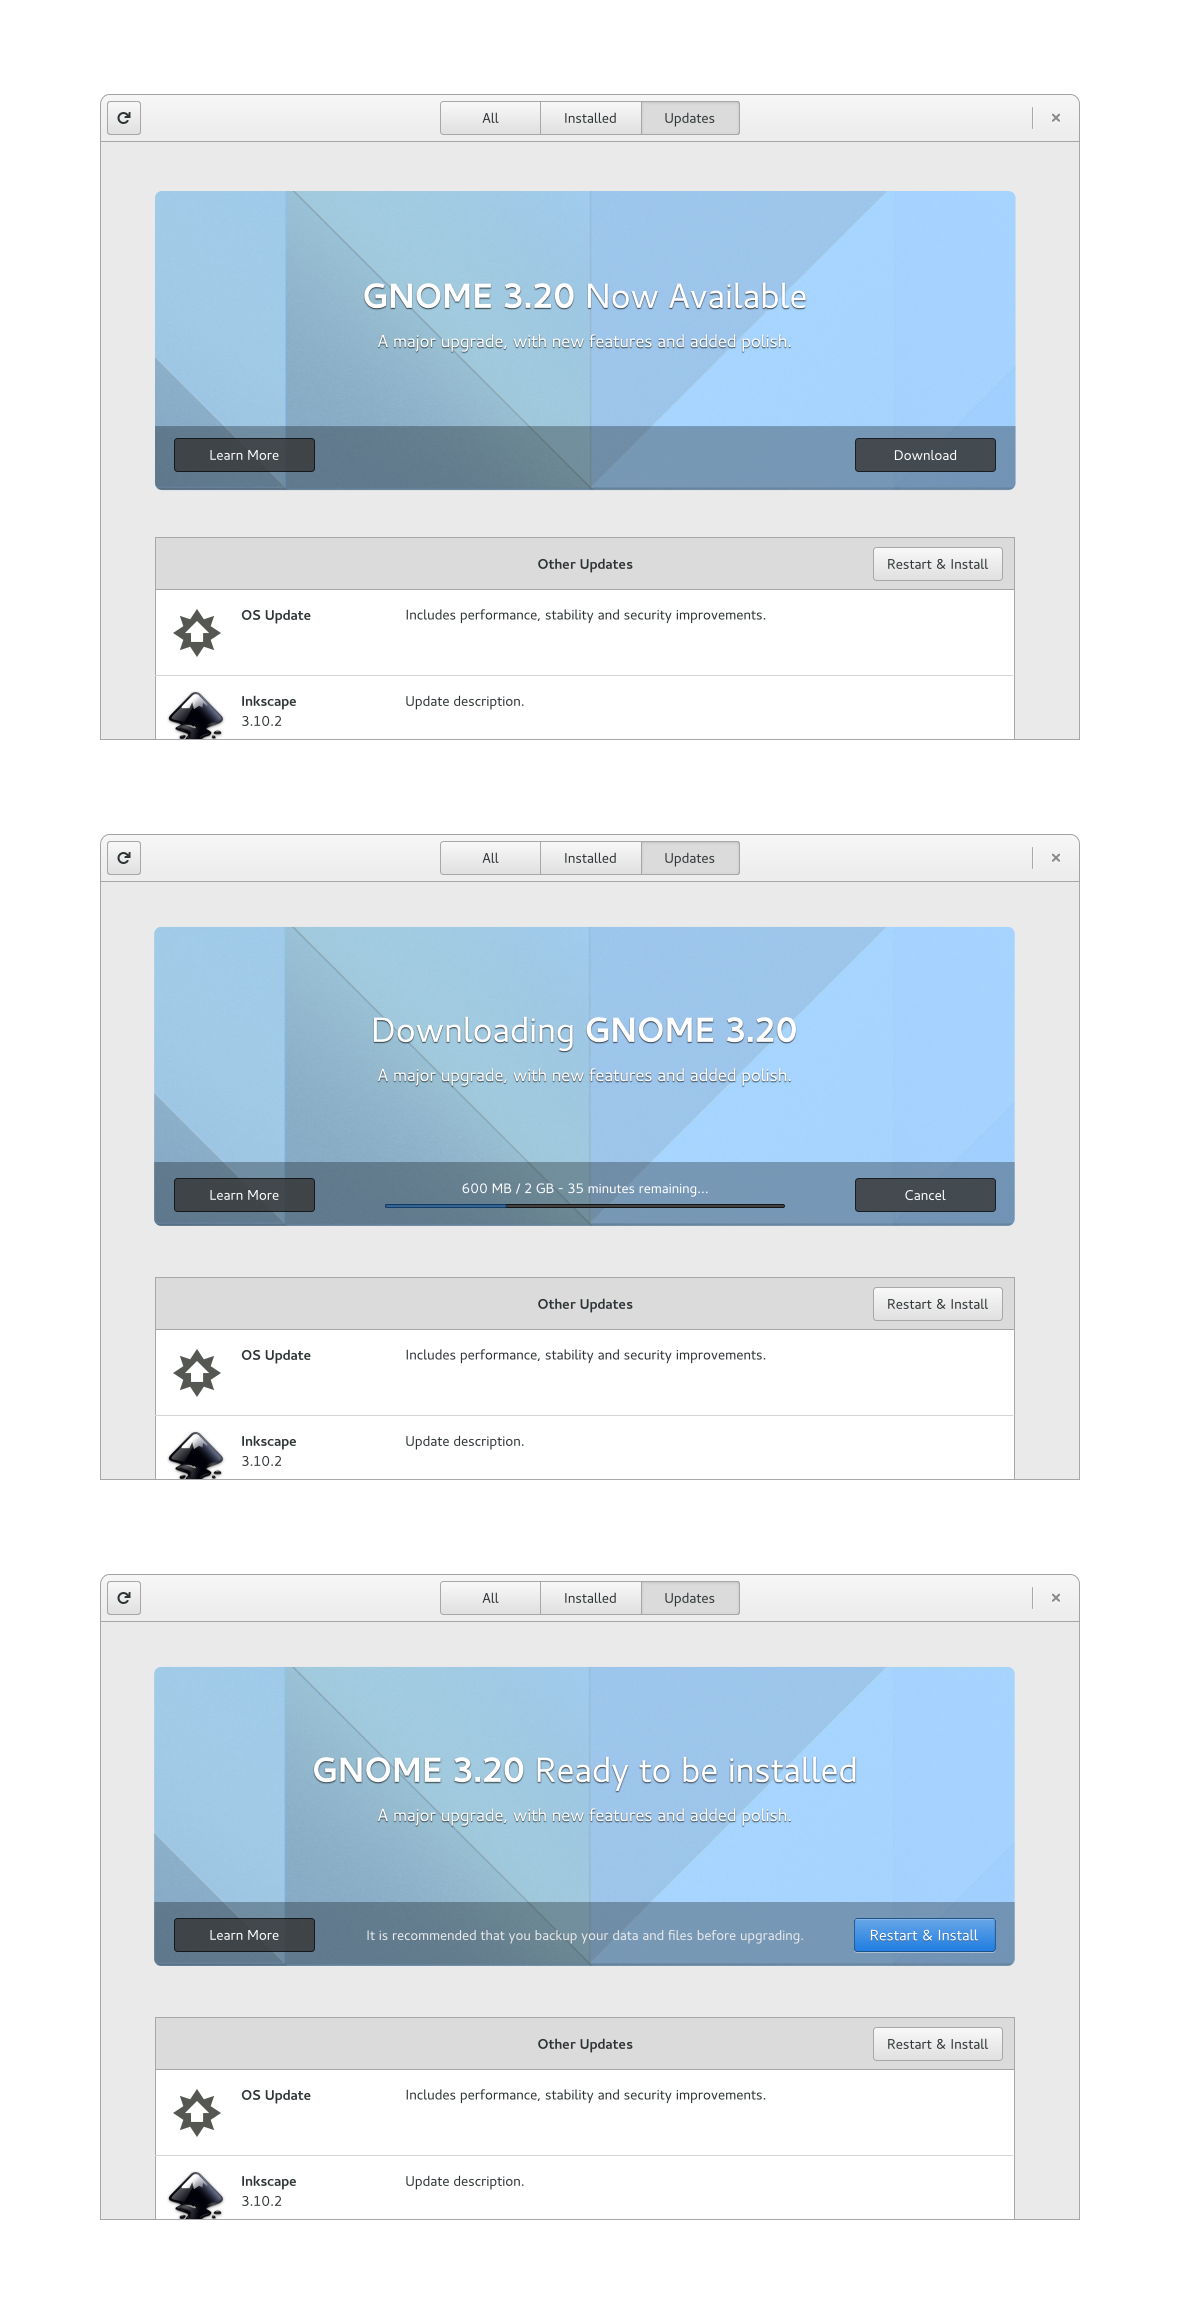 All Installed Updates
GNOME 3.20 Now Available
A major upgrade, with new features and added polish.
Learn More Download
Other Updates Restart & Install
OS Update Includes performance, stability and security improvements.
Inkscape Update description.
3.10.2
All Installed Updates
Downloading GNOME 3.20
A major upgrade, with new features and added polish.
600 MB / 2 GB - 35 minutes remaining...
Learn More Cancel
Other Updates Restart & Install
OS Update Includes performance, stability and security improvements.
Inkscape Update description.
3.10.2
All Installed Updates
GNOME 3.20 Ready to be installed
A major upgrade, with new features and added polish.
Learn More It is recommended that you backup your data and files before upgrading. Restart & Install
Other Updates Restart & Install
OS Update Includes performance, stability and security improvements.
Inkscape Update description.
3.10.2